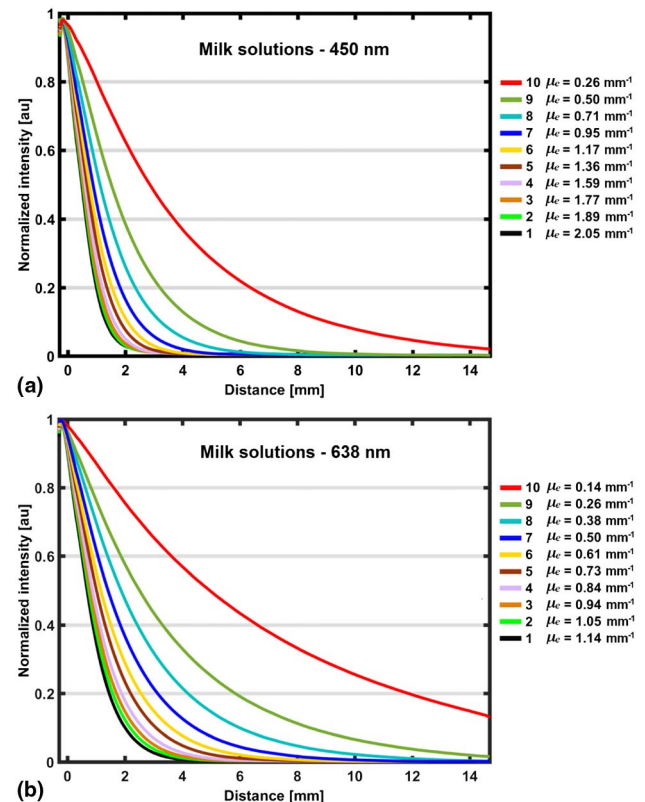 1
Milk solutions - 450 nm
0.8
0.6
0.4
0.2
0
Normalized intensity [au]
0 2 4 6 8 10 12 14
Distance [mm]
(a)
10 μe = 0.26 mm-1
9 μe = 0.50 mm-1
8 μe = 0.71 mm-1
7 μe = 0.95 mm-1
6 μe = 1.17 mm-1
5 μe = 1.36 mm-1
4 μe = 1.59 mm-1
3 μe = 1.77 mm-1
2 μe = 1.89 mm-1
1 μe = 2.05 mm-1
1
Milk solutions - 638 nm
0.8
0.6
0.4
0.2
0
Normalized intensity [au]
0 2 4 6 8 10 12 14
Distance [mm]
(b)
10 μe = 0.14 mm-1
9 μe = 0.26 mm-1
8 μe = 0.38 mm-1
7 μe = 0.50 mm-1
6 μe = 0.61 mm-1
5 μe = 0.73 mm-1
4 μe = 0.84 mm-1
3 μe = 0.94 mm-1
2 μe = 1.05 mm-1
1 μe = 1.14 mm-1